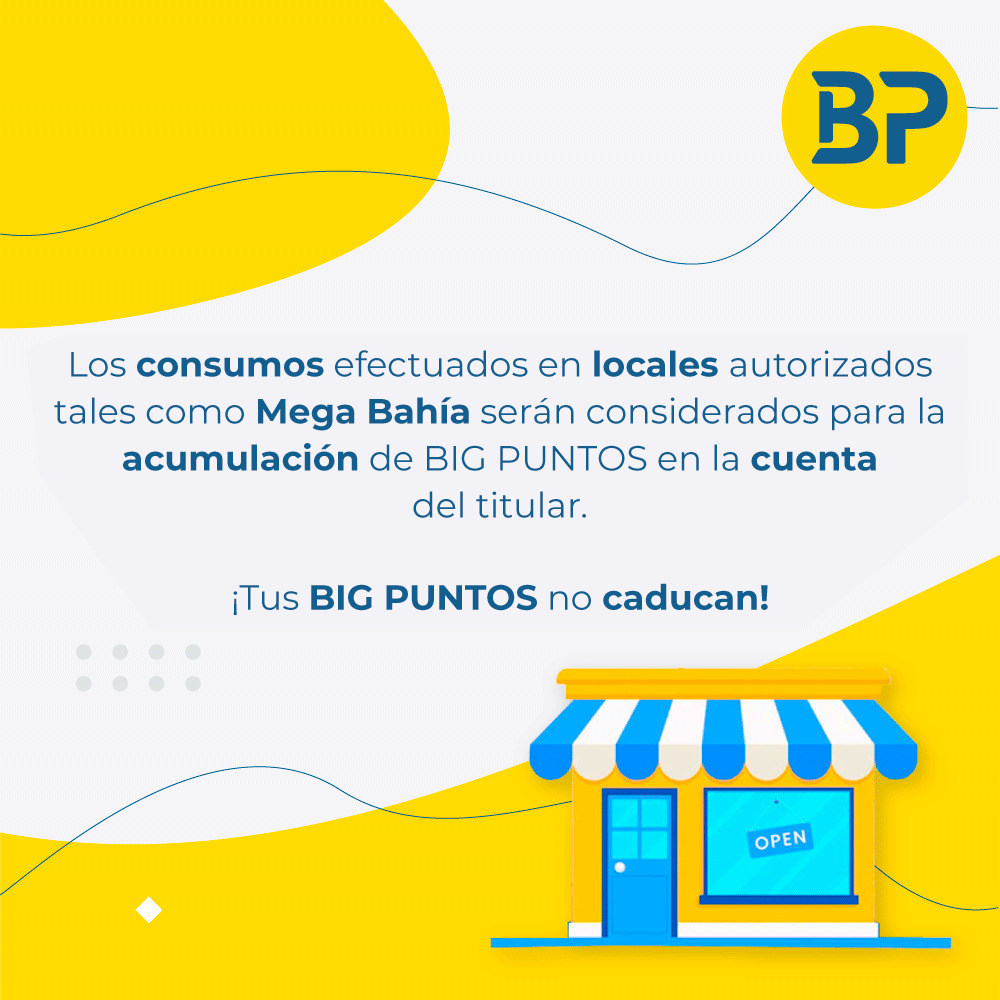 BP
Los consumos efectuados en locales autorizados
tales como Mega Bahía serán considerados para la
acumulación de BIG PUNTOS en la cuenta
del titular.
¡Tus BIG PUNTOS no caducan!
OPEN